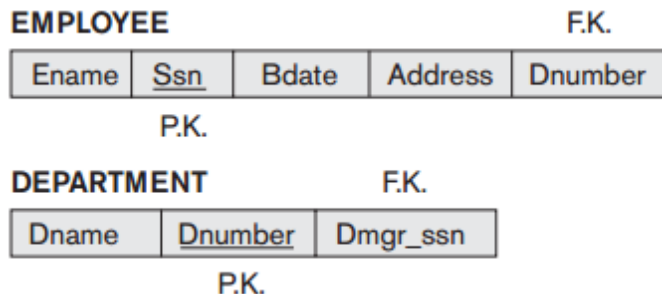 EMPLOYEE F.K.
Ename Ssn Bdate Address Dnumber
P.K.
DEPARTMENT F.K.
Dname Dnumber Dmgr_ssn
P.K.